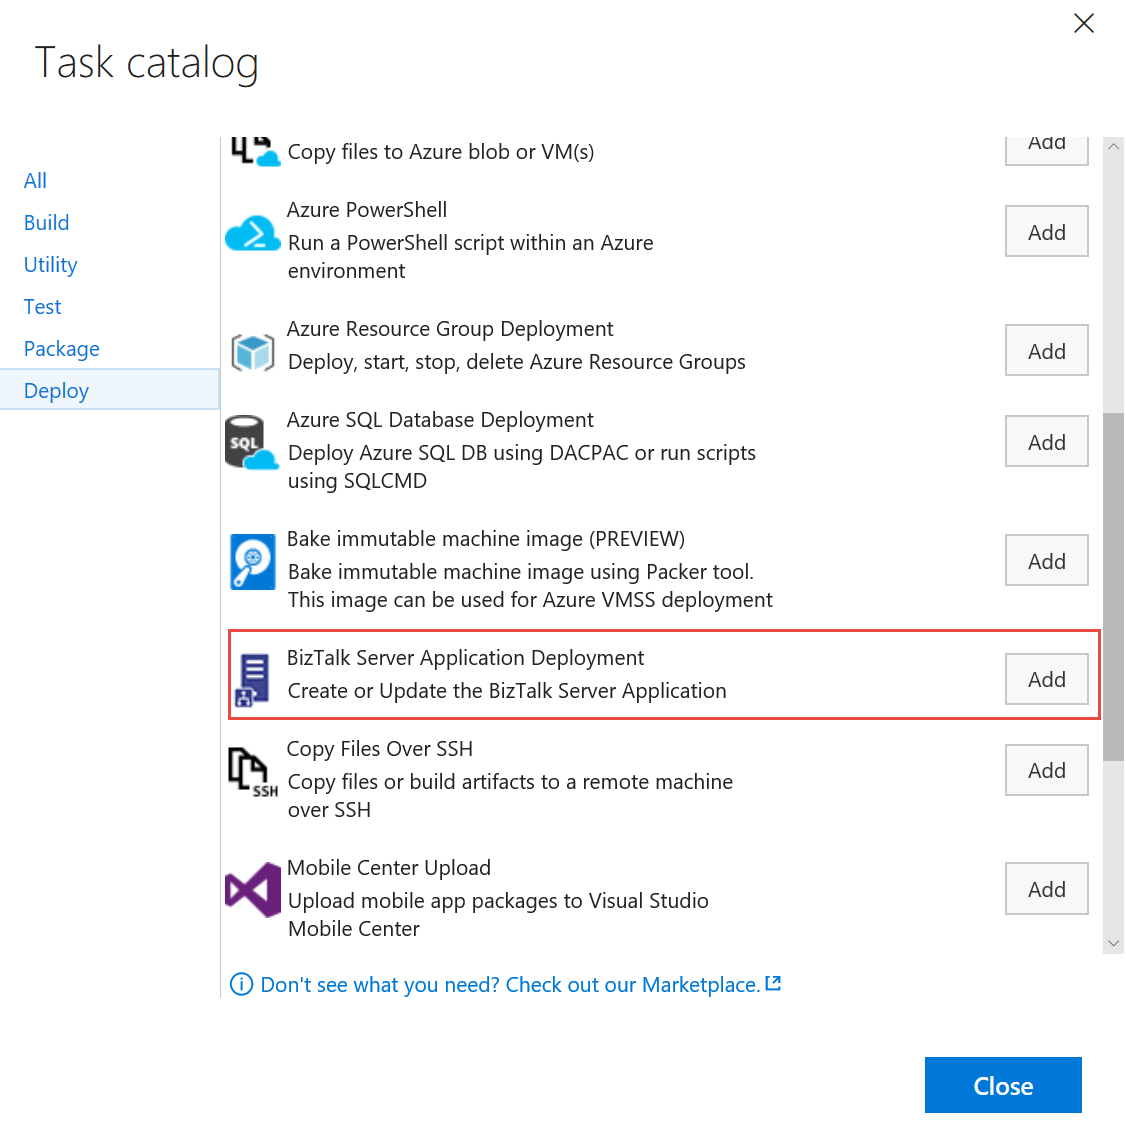 Task catalog
All
Build
Utility
Test
Package
Deploy
Copy files to Azure blob or VM(s)
Add
Azure PowerShell
Run a PowerShell script within an Azure
environment
Add
Azure Resource Group Deployment
Deploy, start, stop, delete Azure Resource Groups
Add
SQL
Azure SQL Database Deployment
Deploy Azure SQL DB using DACPAC or run scripts
using SQLCMD
Add
Bake immutable machine image (PREVIEW)
Bake immutable machine image using Packer tool.
This image can be used for Azure VMSS deployment
Add
BizTalk Server Application Deployment
Create or Update the BizTalk Server Application
Add
SSH
Copy Files Over SSH
Copy files or build artifacts to a remote machine
over SSH
Add
Mobile Center Upload
Upload mobile app packages to Visual Studio
Mobile Center
Add
Don't see what you need? Check out our Marketplace.
Close